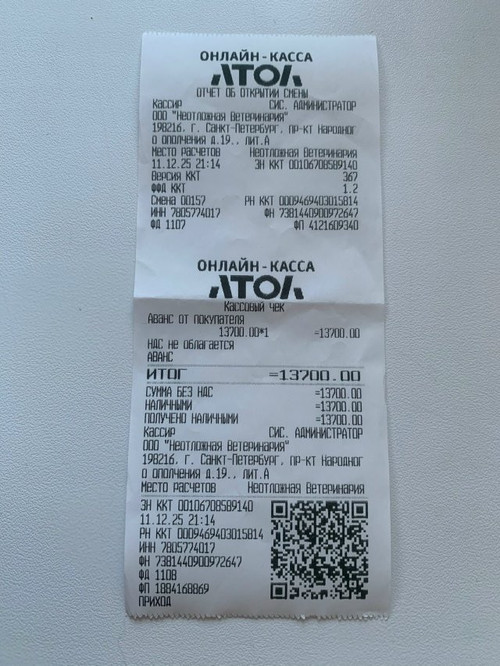 ОНЛАЙН-КАССА
АТОЛ
ОТЧЕТ ОБ ОТКРЫТИИ СМЕНЫ
Кассир СИС. АДМИНИСТРАТОР
ООО "Неотложная Ветеринария"
198216, г. Санкт-Петербург, пр-кт Народног
о ополчения д.19., лит.А
Место расчетов Неотложная Ветеринария
11.12.25 21:14 ЗН ККТ 00106708589140
Версия ККТ 367
ФФД ККТ 1.2
Смена 00157 РН ККТ 0009469403015814
ИНН 7805774017 ФН 7381440900972647
ФД 1107 ФП 4121609340
ОНЛАЙН-КАССА
АТОЛ
Кассовый чек
Аванс от покупателя
13700.00*1 =13700.00
НДС не облагается
АВАНС
ИТОГ =13700.00
СУММА БЕЗ НДС =13700.00
НАЛИЧНЫМИ =13700.00
ПОЛУЧЕНО НАЛИЧНЫМИ =13700.00
Кассир СИС. АДМИНИСТРАТОР
ООО "Неотложная Ветеринария"
198216, г. Санкт-Петербург, пр-кт Народног
о ополчения д.19., лит.А
Место расчетов Неотложная Ветеринария
ЗН ККТ 00106708589140
11.12.25 21:14
РН ККТ 0009469403015814
ИНН 7805774017
ФН 7381440900972647
ФД 1108
ФП 1884168869
ПРИХОД